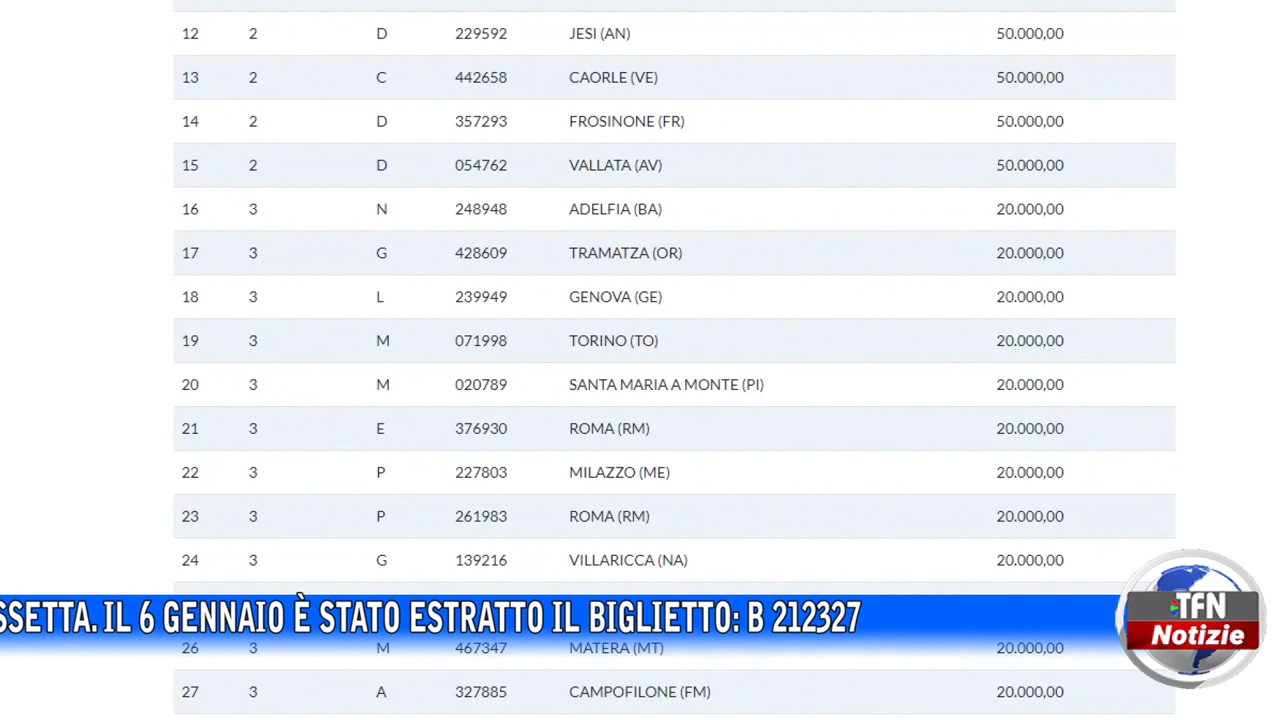 12 2 D 229592 JESI (AN) 50.000,00
13 2 C 442658 CAORLE (VE) 50.000,00
14 2 D 357293 FROSINONE (FR) 50.000,00
15 2 D 054762 VALLATA (AV) 50.000,00
16 3 N 248948 ADELFIA (BA) 20.000,00
17 3 G 428609 TRAMATZA (OR) 20.000,00
18 3 L 239949 GENOVA (GE) 20.000,00
19 3 M 071998 TORINO (TO) 20.000,00
20 3 M 020789 SANTA MARIA A MONTE (PI) 20.000,00
21 3 E 376930 ROMA (RM) 20.000,00
22 3 P 227803 MILAZZO (ME) 20.000,00
23 3 P 261983 ROMA (RM) 20.000,00
24 3 G 139216 VILLARICCA (NA) 20.000,00
SSETTA. IL 6 GENNAIO È STATO ESTRATTO IL BIGLIETTO: B 212327
TFN
Notizie
26 3 M 467347 MATERA (MT) 20.000,00
27 3 A 327885 CAMPOFILONE (FM) 20.000,00